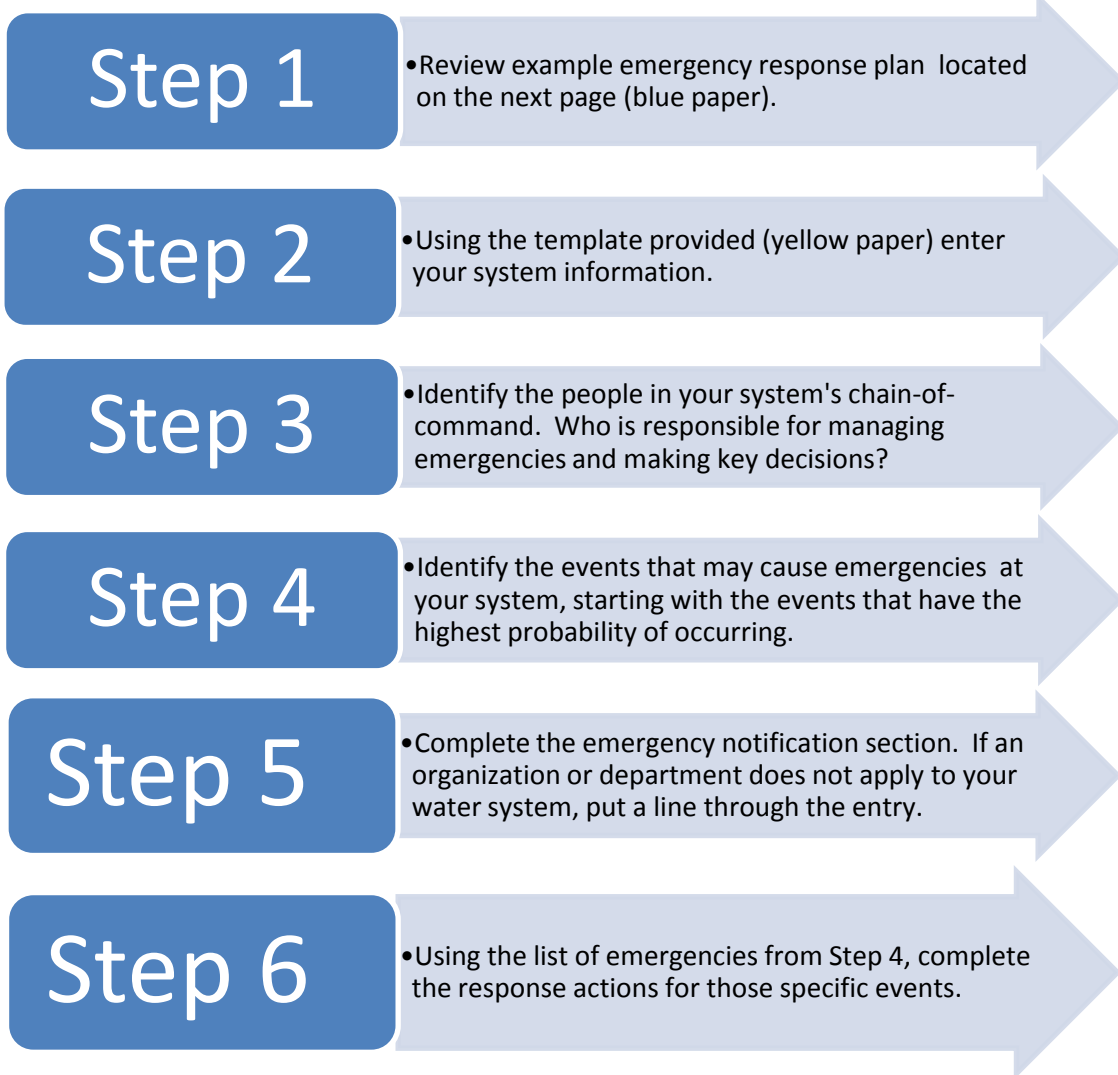 Step 1
•Review example emergency response plan  located
on the next page (blue paper).
Step 2
•Using the template provided (yellow paper) enter
your system information.
Step 3
•Identify the people in your system's chain-of-
command.  Who is responsible for managing
emergencies and making key decisions?
Step 4
•Identify the events that may cause emergencies  at
your system, starting with the events that have the
highest probability of occurring.
Step 5
•Complete the emergency notification section.  If an
organization or department does not apply to your
water system, put a line through the entry.
Step 6
•Using the list of emergencies from Step 4, complete
the response actions for those specific events.